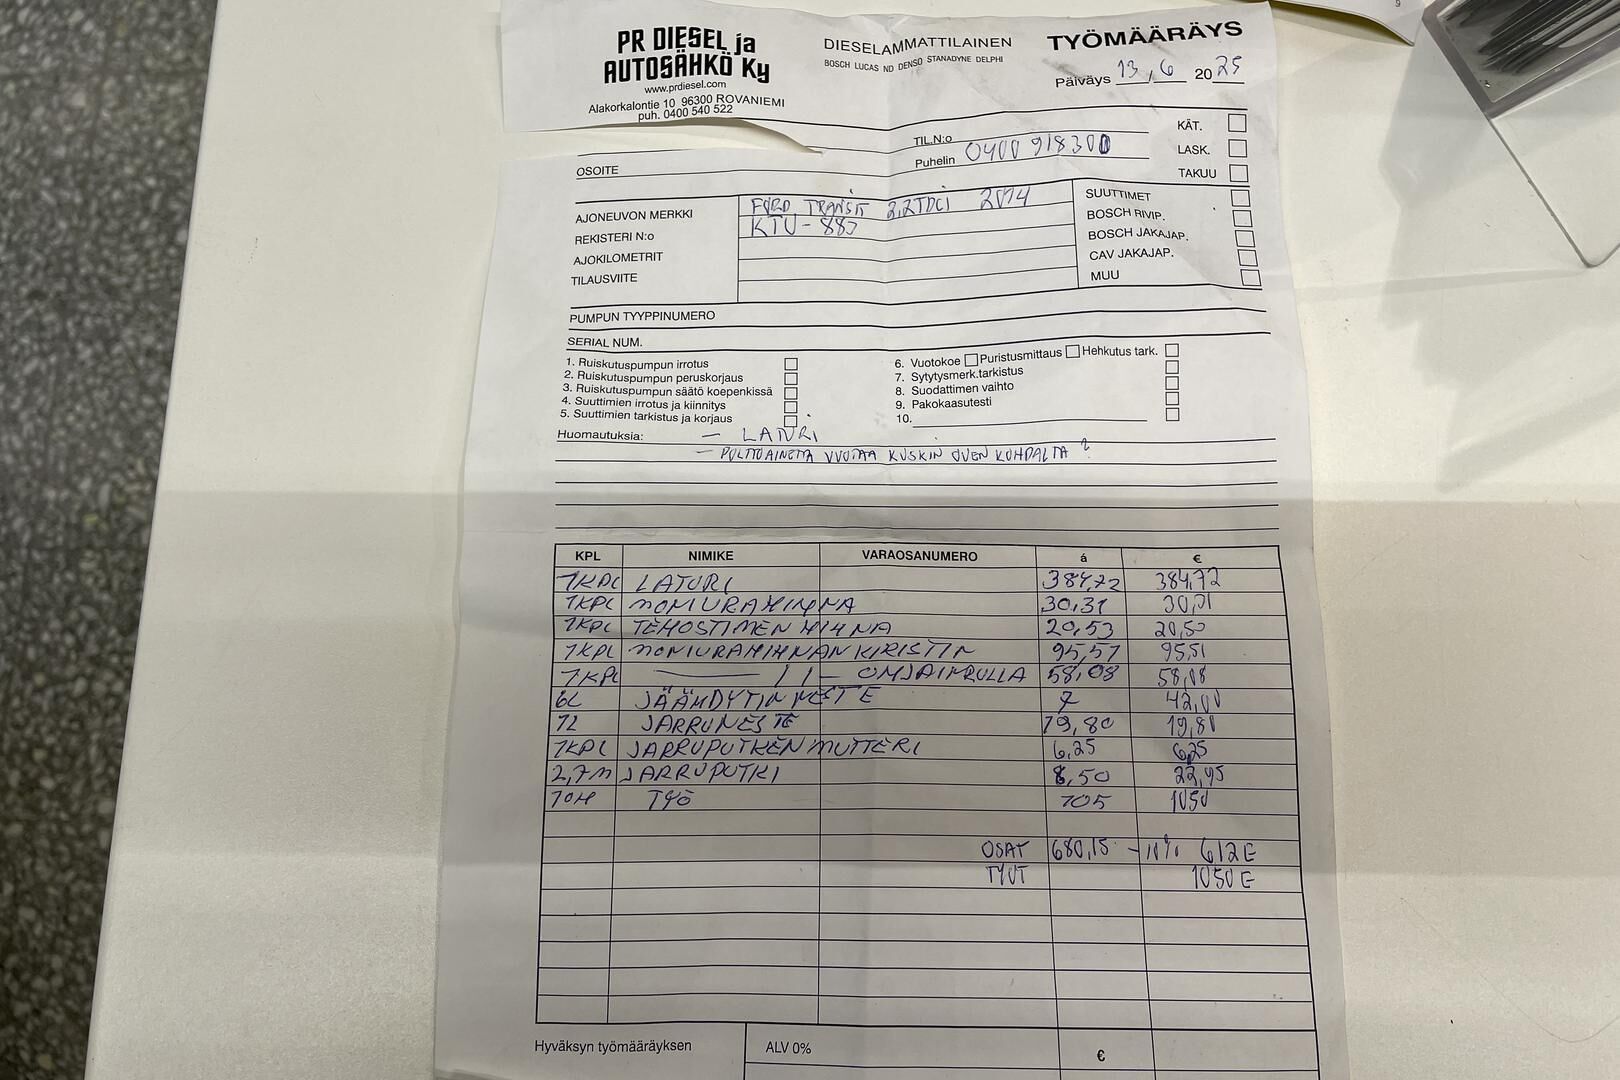 PR DIESEL ja
AUTOSÄHKÖ Ky
www.prdiesel.com
Alakorkalontie 10 96300 ROVANIEMI
puh. 0400 540 522
DIESELAMMATTILAINEN
BOSCH LUCAS ND DENSO STANADYNE DELPHI
TYÖMÄÄRÄYS
Päiväys 13 / 6 2025
TIL.N:o
Puhelin 0400 918300
KÄT.
LASK.
TAKUU
OSOITE
AJONEUVON MERKKI FORD TRANSIT 2,2TDCI 2014
REKISTERI N:o KTU-883
AJOKILOMETRIT
TILAUSVIITE
SUUTTIMET
BOSCH RIVIP.
BOSCH JAKAJAP.
CAV JAKAJAP.
MUU
PUMPUN TYYPPINUMERO
SERIAL NUM.
1. Ruiskutuspumpun irrotus
2. Ruiskutuspumpun peruskorjaus
3. Ruiskutuspumpun säätö koepenkissä
4. Suuttimien irrotus ja kiinnitys
5. Suuttimien tarkistus ja korjaus
6. Vuotokoe Puristusmittaus Hehkutus tark.
7. Sytytysmerk.tarkistus
8. Suodattimen vaihto
9. Pakokaasutesti
10.
Huomautuksia: - LATURI
- POLTTOAINETTA VUOTAA KUSKIN OVEN KOHDALTA ?
KPL NIMIKE VARAOSANUMERO á €
1KPL LATURI 384,72 384,72
1KPL MONIURAHIHNA 30,31 30,31
1KPL TEHOSTIMEN HIHNA 20,53 20,50
1KPL MONIURAHIHNAN KIRISTIN 95,51 95,51
1KPL — 11 — OHJAINRULLA 58,08 58,08
6L JÄÄHDYTINNESTE 7 42,00
1L JARRUNESTE 19,80 19,80
1KPL JARRUPUTKEN MUTTERI 6,25 6,25
2,7m JARRUPUTKI 8,50 22,95
10H TYÖ 105 1050
OSAT 680,15 -10% 612€
TYÖT 1050€
Hyväksyn työmääräyksen
ALV 0%
€